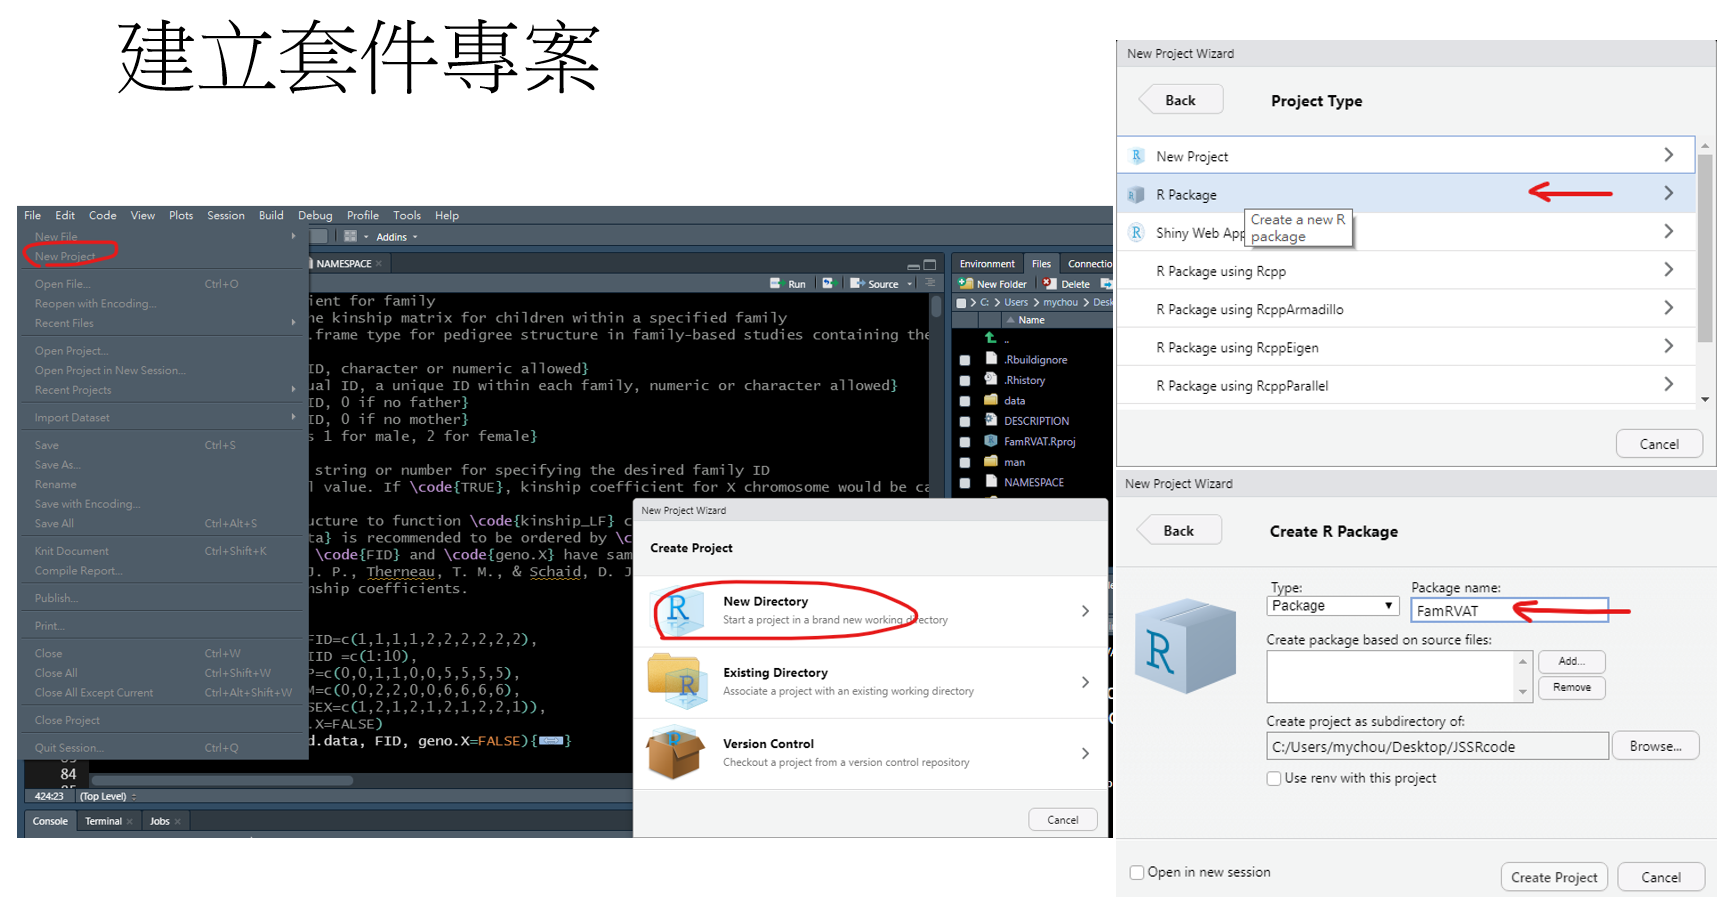 建立套件專案
File Edit Code View Plots Session Build Debug Profile Tools Help
New File
New Project
Open File... Ctrl+O
Reopen with Encoding...
Recent Files
Open Project...
Open Project in New Session...
Recent Projects
Import Dataset
Save Ctrl+S
Save As...
Rename
Save with Encoding...
Save All Ctrl+Alt+S
Knit Document Ctrl+Shift+K
Compile Report...
Publish...
Print...
Close Ctrl+W
Close All Ctrl+Shift+W
Close All Except Current Ctrl+Alt+Shift+W
Close Project
Quit Session... Ctrl+Q
Addins
NAMESPACE
Run Source
ient for family
he kinship matrix for children within a specified family
.frame type for pedigree structure in family-based studies containing the
ID, character or numeric allowed}
ual ID, a unique ID within each family, numeric or character allowed}
ID, 0 if no father}
ID, 0 if no mother}
s 1 for male, 2 for female}
string or number for specifying the desired family ID
l value. If \code{TRUE}, kinship coefficient for X chromosome would be ca
ucture to function \code{kinship_LF} c
ta} is recommended to be ordered by \c
\code{FID} and \code{geno.X} have sam
J. P., Therneau, T. M., & Schaid, D. J
nship coefficients.
FID=c(1,1,1,1,2,2,2,2,2,2),
IID =c(1:10),
P=c(0,0,1,1,0,0,5,5,5,5),
M=c(0,0,2,2,0,0,6,6,6,6),
SEX=c(1,2,1,2,1,2,1,2,2,1)),
.X=FALSE)
d.data, FID, geno.X=FALSE){}
84
424:23 (Top Level)
Console Terminal Jobs
Environment Files Connectio
New Folder Delete
C: Users mychou Desk
Name
..
.Rbuildignore
.Rhistory
data
DESCRIPTION
FamRVAT.Rproj
man
NAMESPACE
New Project Wizard
Create Project
New Directory
Start a project in a brand new working directory
Existing Directory
Associate a project with an existing working directory
Version Control
Checkout a project from a version control repository
Cancel
New Project Wizard
Back Project Type
New Project
R Package
Create a new R
package
Shiny Web App
R Package using Rcpp
R Package using RcppArmadillo
R Package using RcppEigen
R Package using RcppParallel
Cancel
New Project Wizard
Back Create R Package
Type: Package name:
Package FamRVAT
Create package based on source files:
Add...
Remove
Create project as subdirectory of:
C:/Users/mychou/Desktop/JSSRcode Browse...
Use renv with this project
Open in new session Create Project Cancel